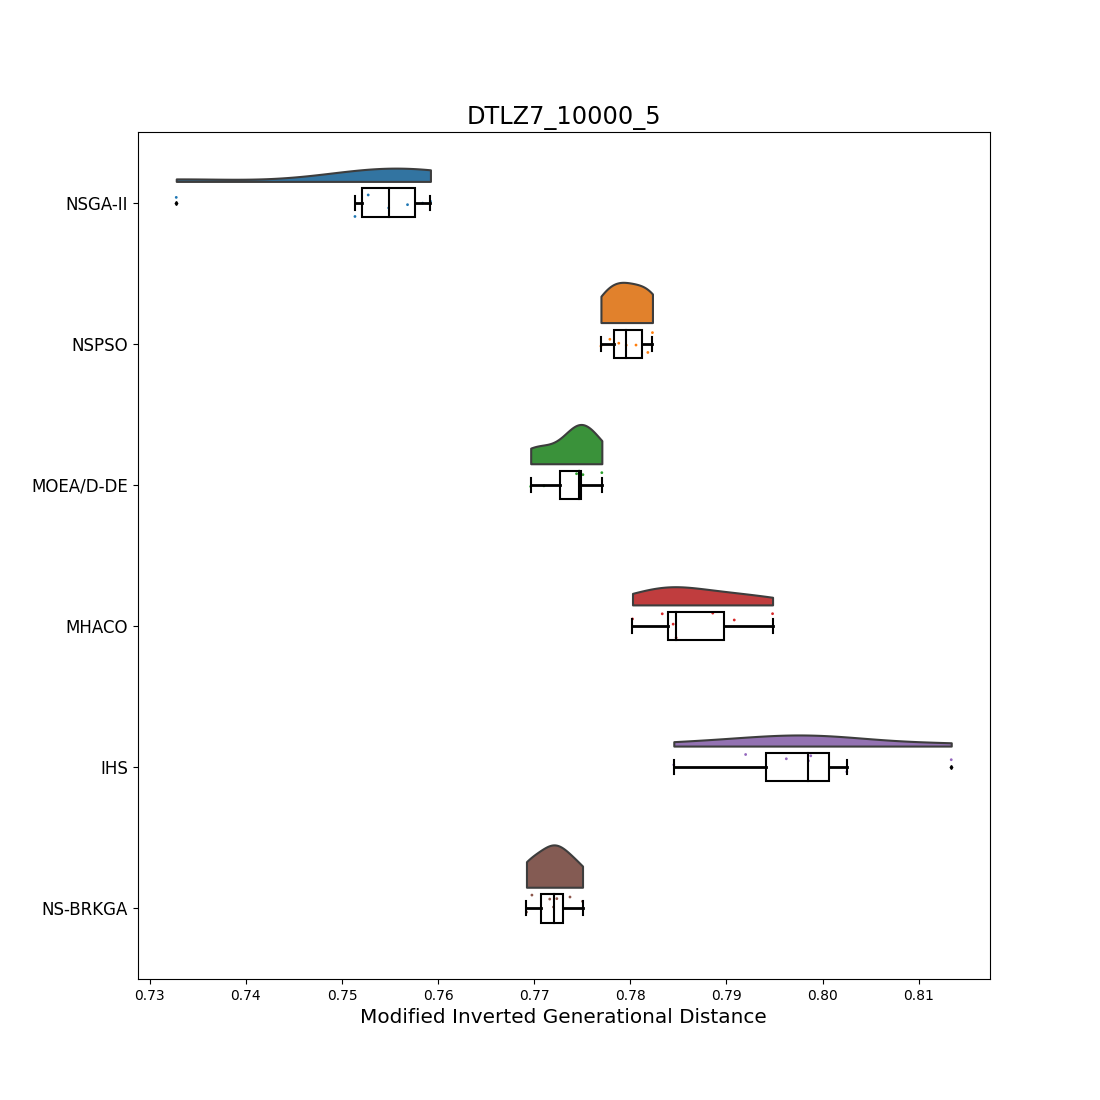 DTLZ7_10000_5
NSGA-II
NSPSO
MOEA/D-DE
MHACO
IHS
NS-BRKGA
0.73 0.74 0.75 0.76 0.77 0.78 0.79 0.80 0.81
Modified Inverted Generational Distance